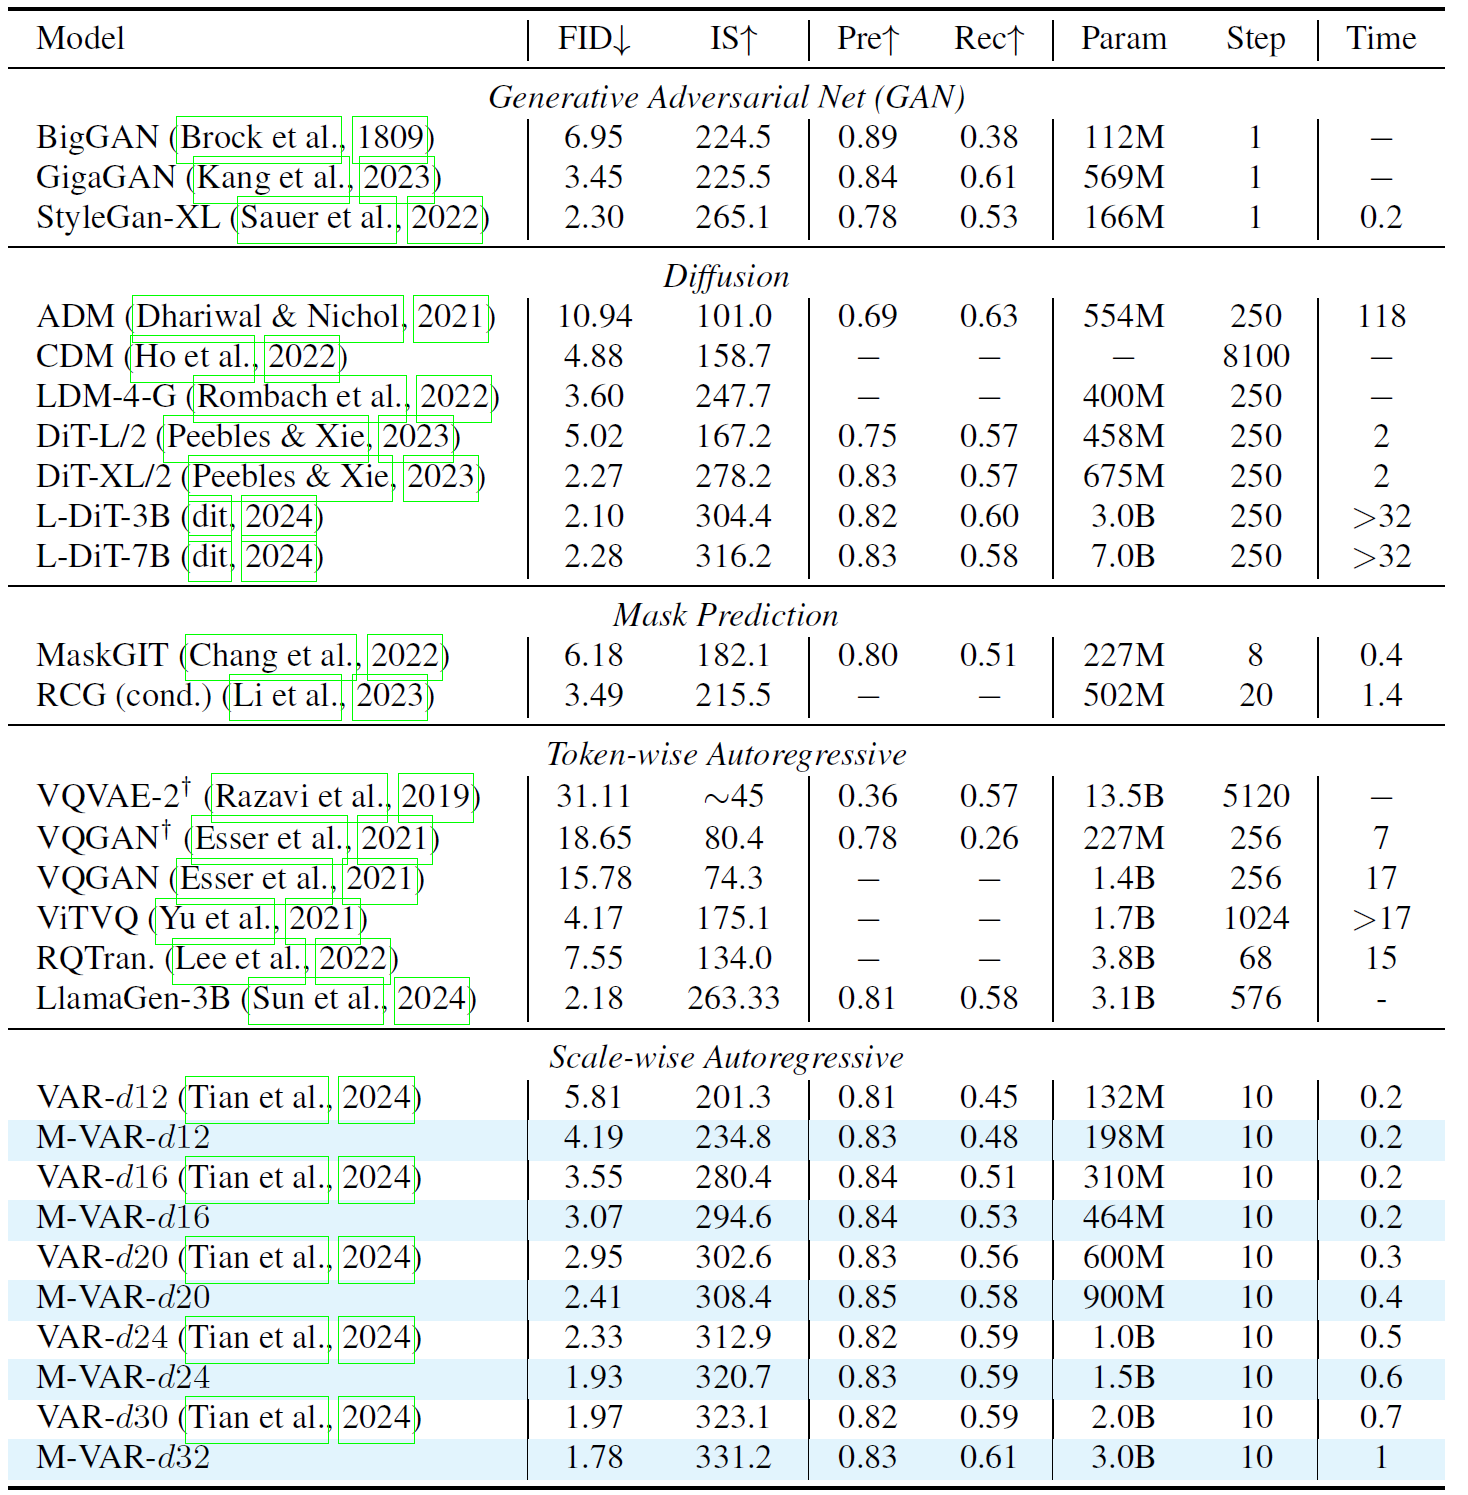 Model FID↓ IS↑ Pre↑ Rec↑ Param Step Time
Generative Adversarial Net (GAN)
BigGAN (Brock et al., 1809) 6.95 224.5 0.89 0.38 112M 1 −
GigaGAN (Kang et al., 2023) 3.45 225.5 0.84 0.61 569M 1 −
StyleGan-XL (Sauer et al., 2022) 2.30 265.1 0.78 0.53 166M 1 0.2
Diffusion
ADM (Dhariwal & Nichol, 2021) 10.94 101.0 0.69 0.63 554M 250 118
CDM (Ho et al., 2022) 4.88 158.7 − − − 8100 −
LDM-4-G (Rombach et al., 2022) 3.60 247.7 − − 400M 250 −
DiT-L/2 (Peebles & Xie, 2023) 5.02 167.2 0.75 0.57 458M 250 2
DiT-XL/2 (Peebles & Xie, 2023) 2.27 278.2 0.83 0.57 675M 250 2
L-DiT-3B (dit, 2024) 2.10 304.4 0.82 0.60 3.0B 250 >32
L-DiT-7B (dit, 2024) 2.28 316.2 0.83 0.58 7.0B 250 >32
Mask Prediction
MaskGIT (Chang et al., 2022) 6.18 182.1 0.80 0.51 227M 8 0.4
RCG (cond.) (Li et al., 2023) 3.49 215.5 − − 502M 20 1.4
Token-wise Autoregressive
VQVAE-2† (Razavi et al., 2019) 31.11 ∼45 0.36 0.57 13.5B 5120 −
VQGAN† (Esser et al., 2021) 18.65 80.4 0.78 0.26 227M 256 7
VQGAN (Esser et al., 2021) 15.78 74.3 − − 1.4B 256 17
ViTVQ (Yu et al., 2021) 4.17 175.1 − − 1.7B 1024 >17
RQTran. (Lee et al., 2022) 7.55 134.0 − − 3.8B 68 15
LlamaGen-3B (Sun et al., 2024) 2.18 263.33 0.81 0.58 3.1B 576 -
Scale-wise Autoregressive
VAR-d12 (Tian et al., 2024) 5.81 201.3 0.81 0.45 132M 10 0.2
M-VAR-d12 4.19 234.8 0.83 0.48 198M 10 0.2
VAR-d16 (Tian et al., 2024) 3.55 280.4 0.84 0.51 310M 10 0.2
M-VAR-d16 3.07 294.6 0.84 0.53 464M 10 0.2
VAR-d20 (Tian et al., 2024) 2.95 302.6 0.83 0.56 600M 10 0.3
M-VAR-d20 2.41 308.4 0.85 0.58 900M 10 0.4
VAR-d24 (Tian et al., 2024) 2.33 312.9 0.82 0.59 1.0B 10 0.5
M-VAR-d24 1.93 320.7 0.83 0.59 1.5B 10 0.6
VAR-d30 (Tian et al., 2024) 1.97 323.1 0.82 0.59 2.0B 10 0.7
M-VAR-d32 1.78 331.2 0.83 0.61 3.0B 10 1